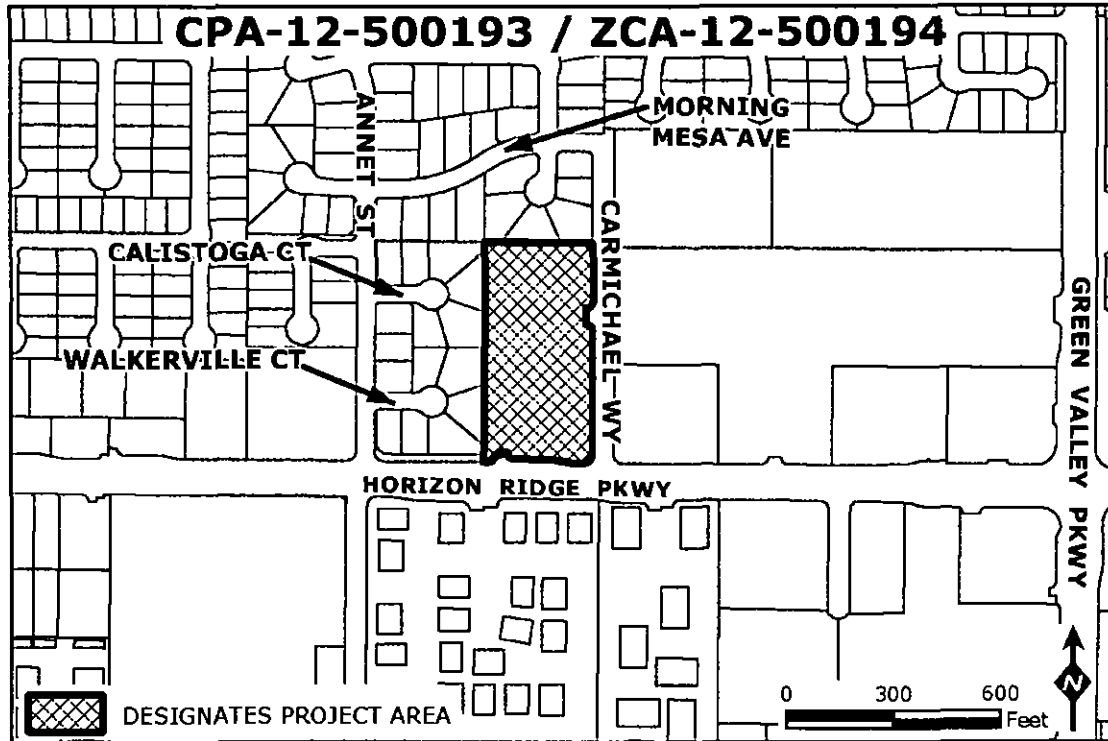 CPA-12-500193 / ZCA-12-500194
MORNING
MESA AVE
ANNET ST
CARMICHAEL WY
CALISTOGA CT
WALKERVILLE CT
GREEN VALLEY PKWY
HORIZON RIDGE PKWY
DESIGNATES PROJECT AREA
0 300 600
Feet
N